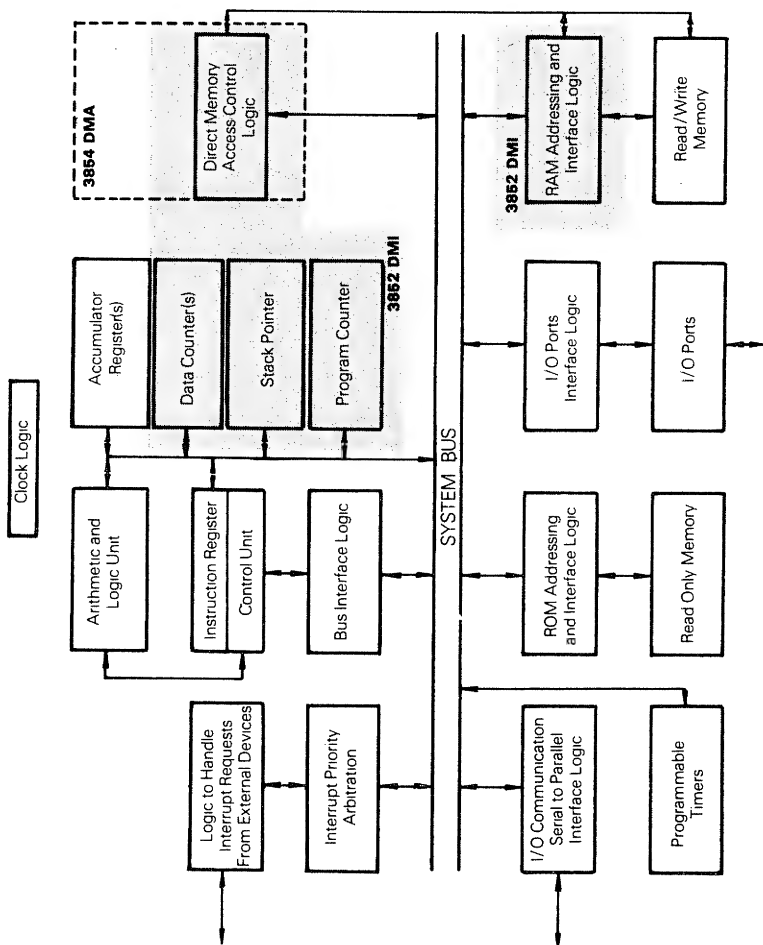 Clock Logic
Arithmetic and
Logic Unit
Accumulator
Register(s)
Data Counter(s)
Stack Pointer
Program Counter
3852 DMI
3854 DMA
Direct Memory
Access Control
Logic
Logic to Handle
Interrupt Requests
From External Devices
Interrupt Priority
Arbitration
Instruction Register
Control Unit
Bus Interface Logic
SYSTEM BUS
I/O Communication
Serial to Parallel
Interface Logic
Programmable
Timers
ROM Addressing
and Interface Logic
Read Only Memory
I/O Ports
Interface Logic
I/O Ports
3852 DMI
RAM Addressing and
Interface Logic
Read/Write
Memory